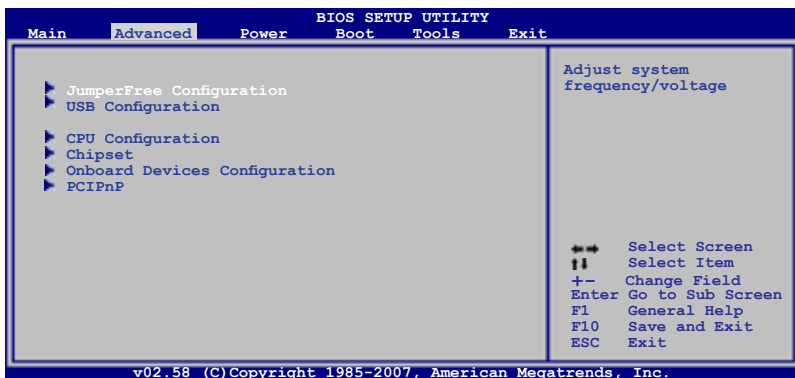 BIOS SETUP UTILITY
Main Advanced Power Boot Tools Exit
JumperFree Configuration
USB Configuration
CPU Configuration
Chipset
Onboard Devices Configuration
PCIPnP
Adjust system
frequency/voltage
Select Screen
Select Item
+- Change Field
Enter Go to Sub Screen
F1 General Help
F10 Save and Exit
ESC Exit
v02.58 (C)Copyright 1985-2007, American Megatrends, Inc.